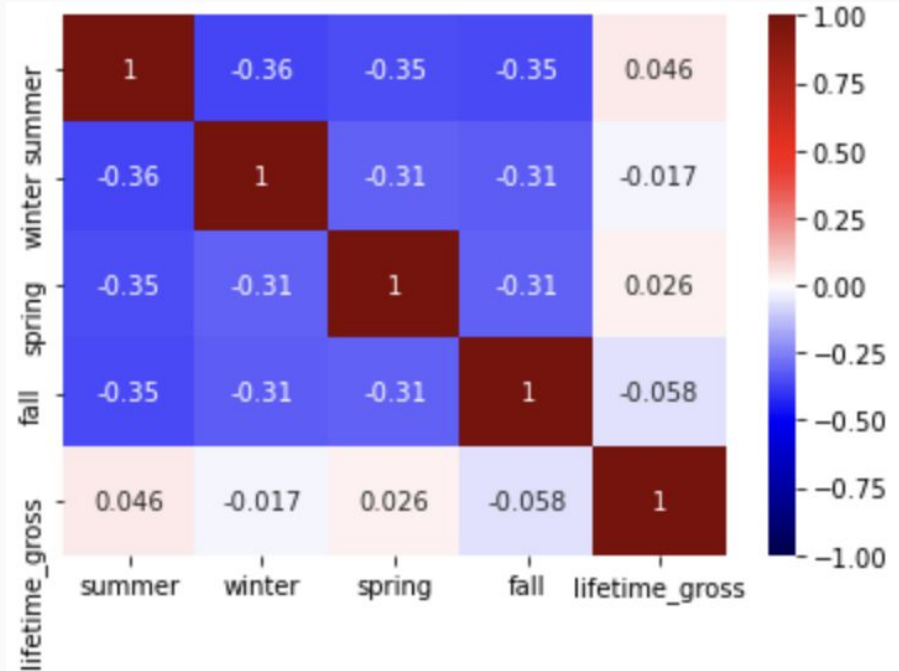 1.00
summer 1 -0.36 -0.35 -0.35 0.046
0.75
0.50
winter -0.36 1 -0.31 -0.31 -0.017
0.25
spring -0.35 -0.31 1 -0.31 0.026
0.00
−0.25
fall -0.35 -0.31 -0.31 1 -0.058
−0.50
lifetime_gross 0.046 -0.017 0.026 -0.058 1
−0.75
−1.00
summer winter spring fall lifetime_gross